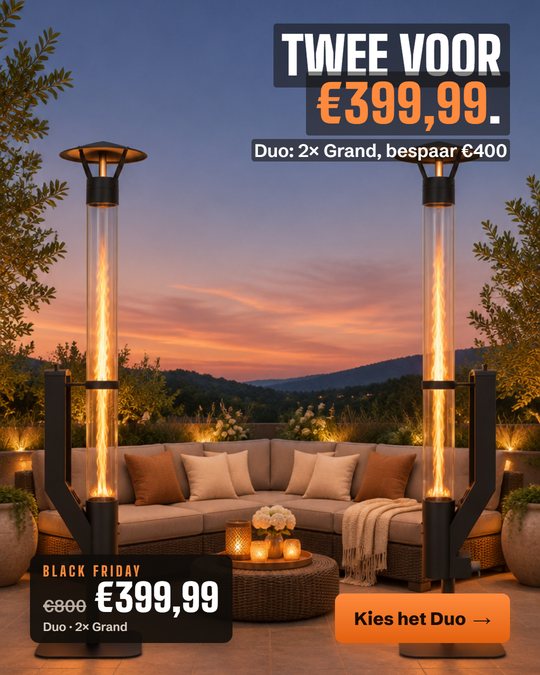 TWEE VOOR
€399,99.
Duo: 2× Grand, bespaar €400
BLACK FRIDAY
€800 €399,99
Duo · 2× Grand
Kies het Duo →